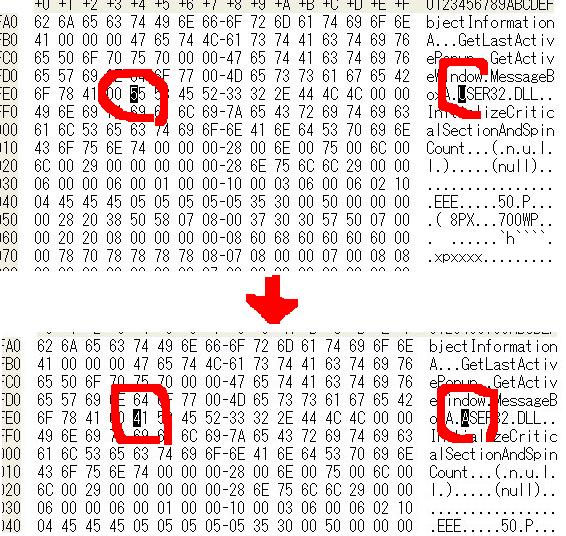 +0 +1 +2 +3 +4 +5 +6 +7 +8 +9 +A +B +C +D +E +F 0123456789ABCDEF
FA0 62 6A 65 63 74 49 6E 66-6F 72 6D 61 74 69 6F 6E bjectInformation
FB0 41 00 00 00 47 65 74 4C-61 73 74 41 63 74 69 76 A...GetLastActiv
FC0 65 50 6F 70 75 70 00 00-47 65 74 41 63 74 69 76 ePopup..GetActiv
FD0 65 57 69 64 6F 77 00-4D 65 73 73 61 67 65 42 eWindow.MessageB
FE0 6F 78 41 00 55 53 45 52-33 32 2E 44 4C 4C 00 00 oxA.USER32.DLL..
FF0 49 6E 69 74 69 61 6C 69-7A 65 43 72 69 74 69 63 InitializeCritic
000 61 6C 53 65 63 74 69 6F-6E 41 6E 64 53 70 69 6E alSectionAndSpin
010 43 6F 75 6E 74 00 00 00-28 00 6E 00 75 00 6C 00 Count...(.n.u.l.
020 6C 00 29 00 00 00 00 00-28 6E 75 6C 6C 29 00 00 l.).....(null)..
030 06 00 00 06 00 01 00 00-10 00 03 06 00 06 02 10 ................
040 04 45 45 45 05 05 05 05-05 35 30 00 50 00 00 00 .EEE.....50.P...
050 00 28 20 38 50 58 07 08-00 37 30 30 57 50 07 00 .( 8PX...700WP..
060 00 20 20 08 00 00 00 00-08 60 68 60 60 60 60 00 .  ......`h````.
070 00 78 70 78 78 78 78 08-07 08 00 00 07 00 08 08 .xpxxxx.........
FA0 62 6A 65 63 74 49 6E 66-6F 72 6D 61 74 69 6F 6E bjectInformation
FB0 41 00 00 00 47 65 74 4C-61 73 74 41 63 74 69 76 A...GetLastActiv
FC0 65 50 6F 70 75 70 00 00-47 65 74 41 63 74 69 76 ePopup..GetActiv
FD0 65 57 69 6E 64 6F 77 00-4D 65 73 73 61 67 65 42 eWindow.MessageB
FE0 6F 78 41 00 41 53 45 52-33 32 2E 44 4C 4C 00 00 oxA.ASER32.DLL..
FF0 49 6E 69 74 69 61 6C 69-7A 65 43 72 69 74 69 63 InitializeCritic
000 61 6C 53 65 63 74 69 6F-6E 41 6E 64 53 70 69 6E alSectionAndSpin
010 43 6F 75 6E 74 00 00 00-28 00 6E 00 75 00 6C 00 Count...(.n.u.l.
020 6C 00 29 00 00 00 00 00-28 6E 75 6C 6C 29 00 00 l.).....(null)..
030 06 00 00 06 00 01 00 00-10 00 03 06 00 06 02 10 ................
040 04 45 45 45 05 05 05 05-05 35 30 00 50 00 00 00 .EEE.....50.P...